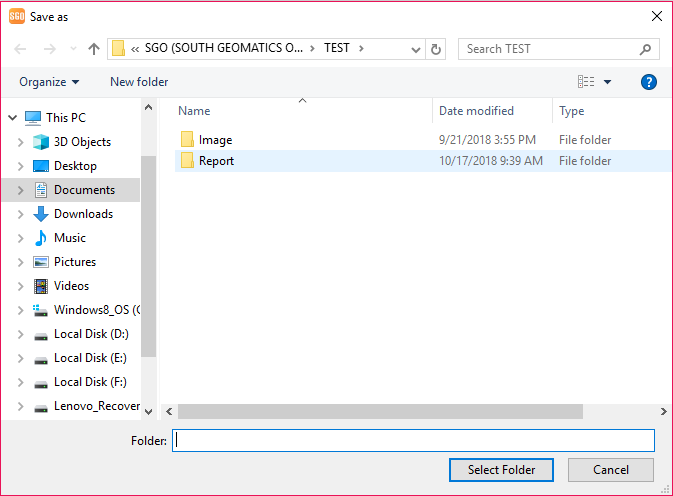 SGO Save as
« SGO (SOUTH GEOMATICS O... > TEST > Search TEST
Organize New folder ?
Name Date modified Type
This PC
3D Objects
Desktop
Documents
Downloads
Music
Pictures
Videos
Windows8_OS (C
Local Disk (D:)
Local Disk (E:)
Local Disk (F:)
Lenovo_Recover
Image 9/21/2018 3:55 PM File folder
Report 10/17/2018 9:39 AM File folder
Folder:
Select Folder Cancel